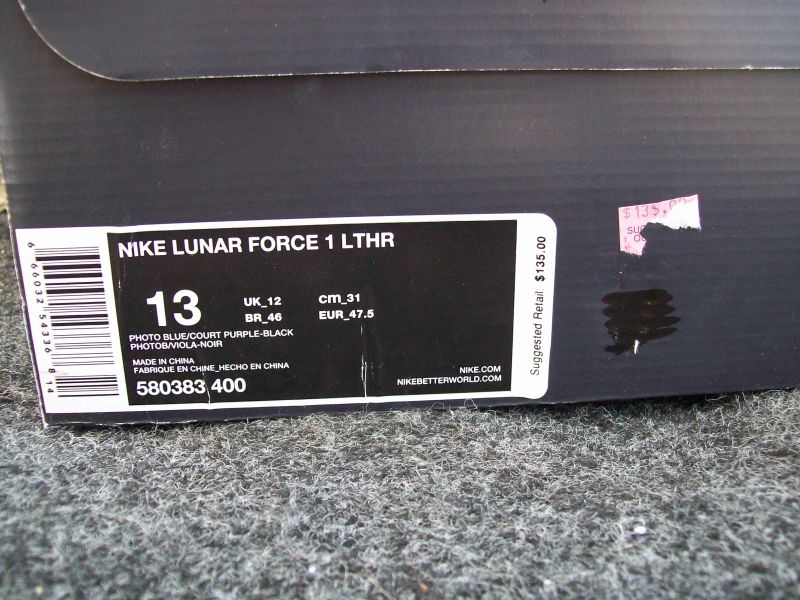 NIKE LUNAR FORCE 1 LTHR
13
UK_12 cm_31
BR_46 EUR_47.5
PHOTO BLUE/COURT PURPLE-BLACK
PHOTOB/VIOLA-NOIR
MADE IN CHINA
FABRIQUE EN CHINE_HECHO EN CHINA
580383 400
NIKE.COM
NIKEBETTERWORLD.COM
6 66032 54336 8 14
Suggested Retail: $135.00
$135.00